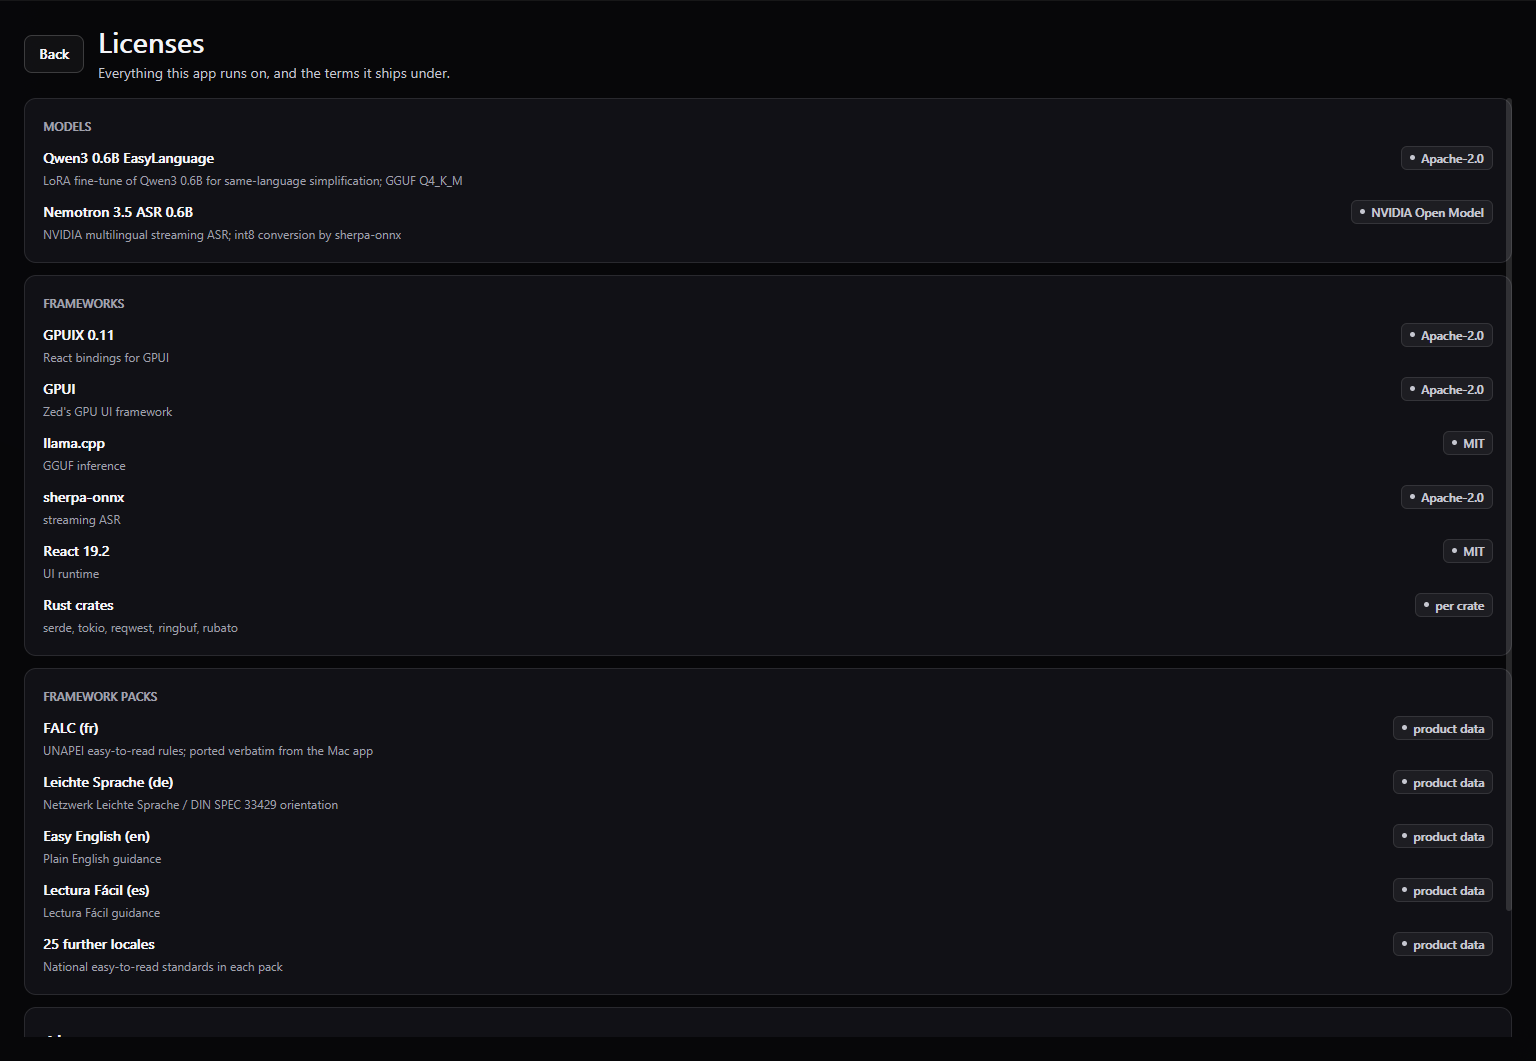 Back
Licenses
Everything this app runs on, and the terms it ships under.
MODELS
Qwen3 0.6B EasyLanguage
Apache-2.0
LoRA fine-tune of Qwen3 0.6B for same-language simplification; GGUF Q4_K_M
Nemotron 3.5 ASR 0.6B
NVIDIA Open Model
NVIDIA multilingual streaming ASR; int8 conversion by sherpa-onnx
FRAMEWORKS
GPUIX 0.11
Apache-2.0
React bindings for GPUI
GPUI
Apache-2.0
Zed's GPU UI framework
llama.cpp
MIT
GGUF inference
sherpa-onnx
Apache-2.0
streaming ASR
React 19.2
MIT
UI runtime
Rust crates
per crate
serde, tokio, reqwest, ringbuf, rubato
FRAMEWORK PACKS
FALC (fr)
product data
UNAPEI easy-to-read rules; ported verbatim from the Mac app
Leichte Sprache (de)
product data
Netzwerk Leichte Sprache / DIN SPEC 33429 orientation
Easy English (en)
product data
Plain English guidance
Lectura Fácil (es)
product data
Lectura Fácil guidance
25 further locales
product data
National easy-to-read standards in each pack